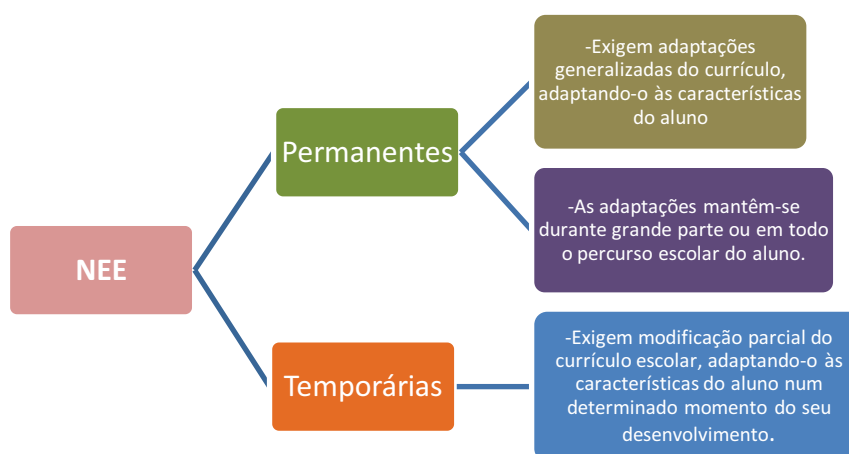 -Exigem adaptações
generalizadas do currículo,
adaptando-o às características
do aluno
Permanentes
-As adaptações mantêm-se
durante grande parte ou em todo
o percurso escolar do aluno.
NEE
-Exigem modificação parcial do
currículo escolar, adaptando-o às
características do aluno num
determinado momento do seu
desenvolvimento.
Temporárias